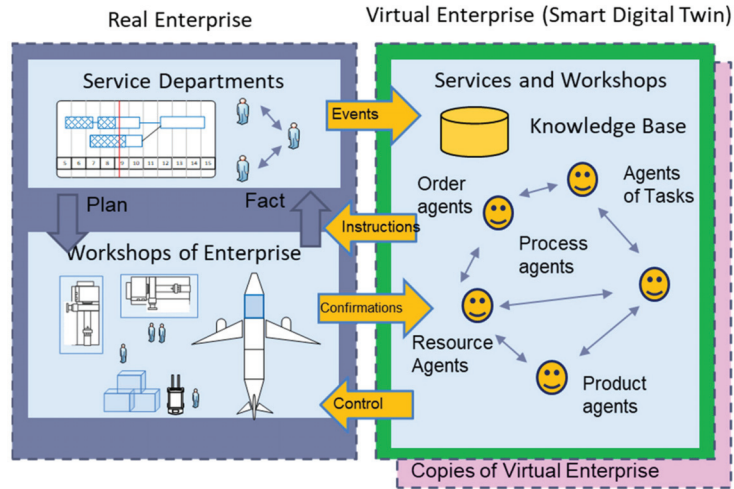 Real Enterprise
Virtual Enterprise (Smart Digital Twin)
Service Departments
5 6 7 8 9 10 11 12 13 14 15
Plan
Fact
Workshops of Enterprise
Events
Instructions
Confirmations
Control
Services and Workshops
Knowledge Base
Order
agents
Agents
of Tasks
Process
agents
Resource
Agents
Product
agents
Copies of Virtual Enterprise